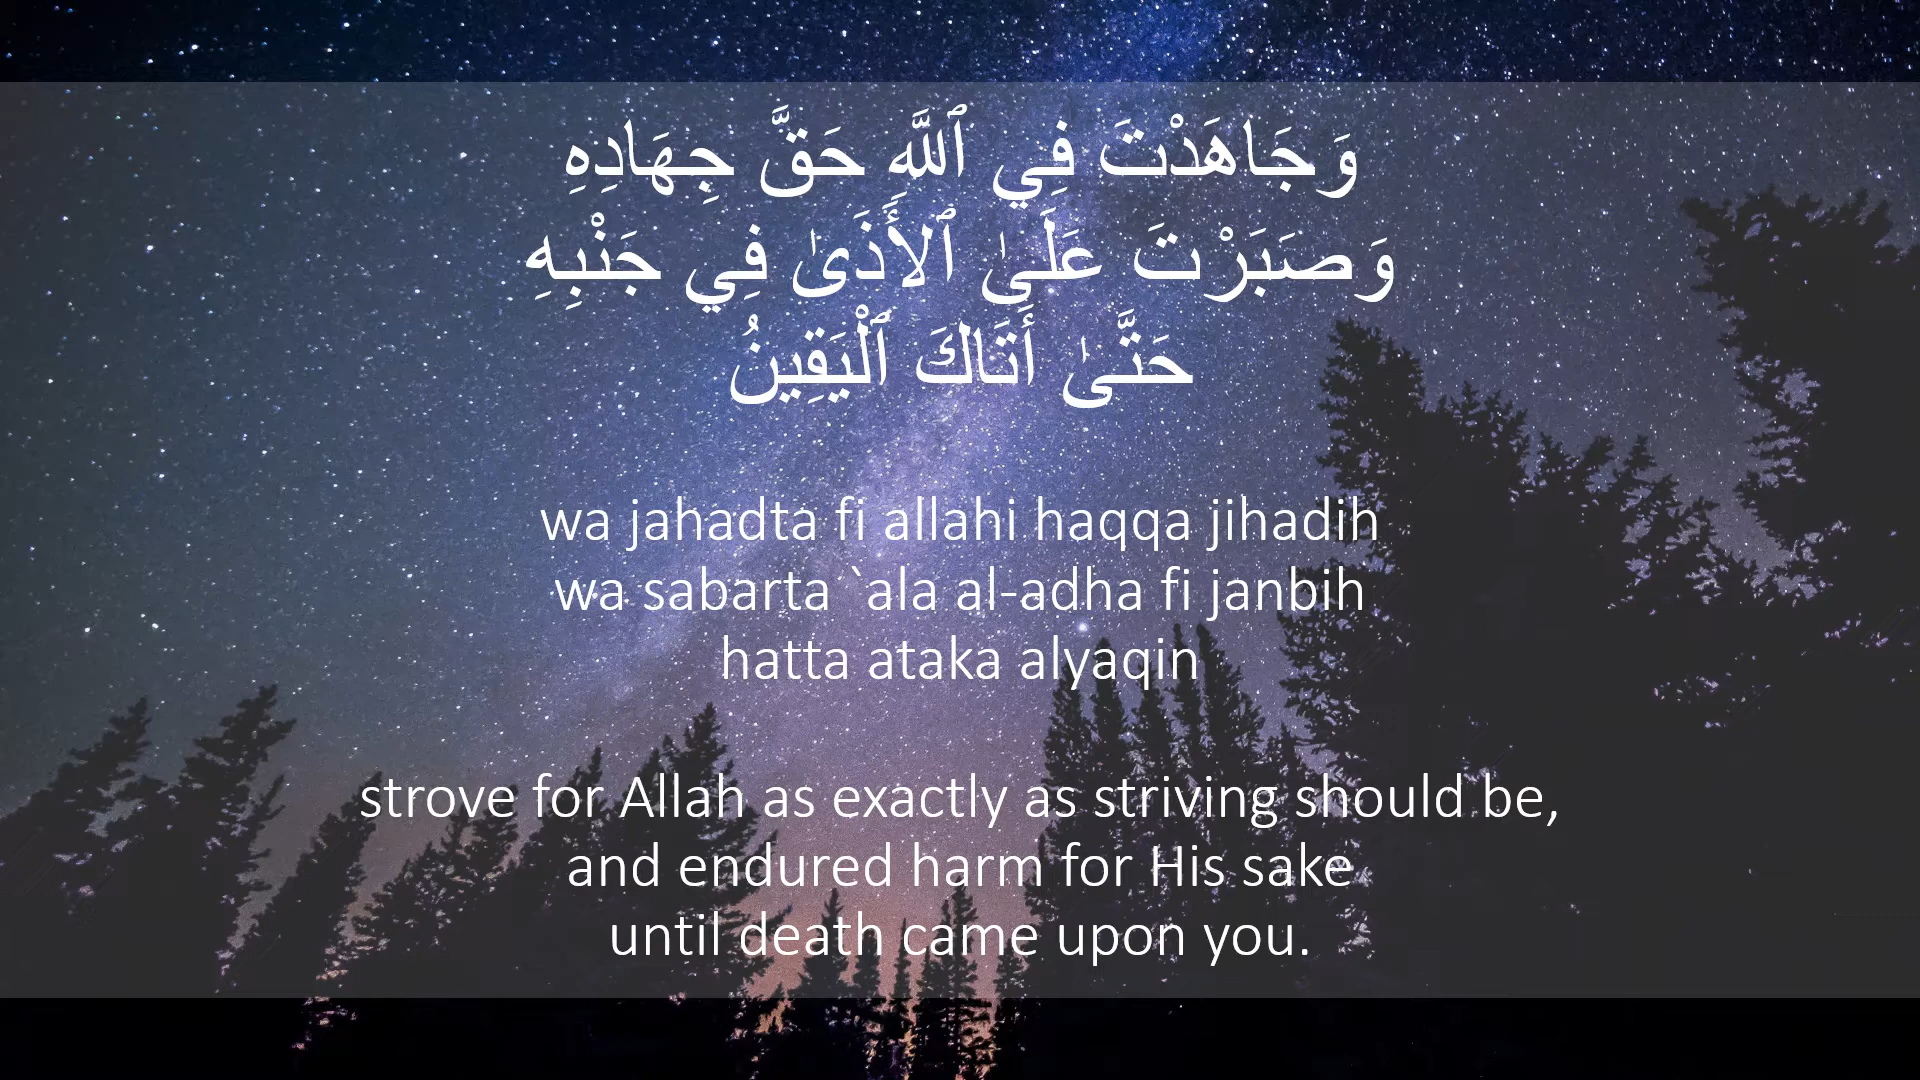 وَجَاهَدْتَ فِي ٱللَّهِ حَقَّ جِهَادِهِ
وَصَبَرْتَ عَلَىٰ ٱلأَذَىٰ فِي جَنْبِهِ
حَتَّىٰ أَتَاكَ ٱلْيَقِينُ
wa jahadta fi allahi haqqa jihadih
wa sabarta `ala al-adha fi janbih
hatta ataka alyaqin
strove for Allah as exactly as striving should be,
and endured harm for His sake
until death came upon you.